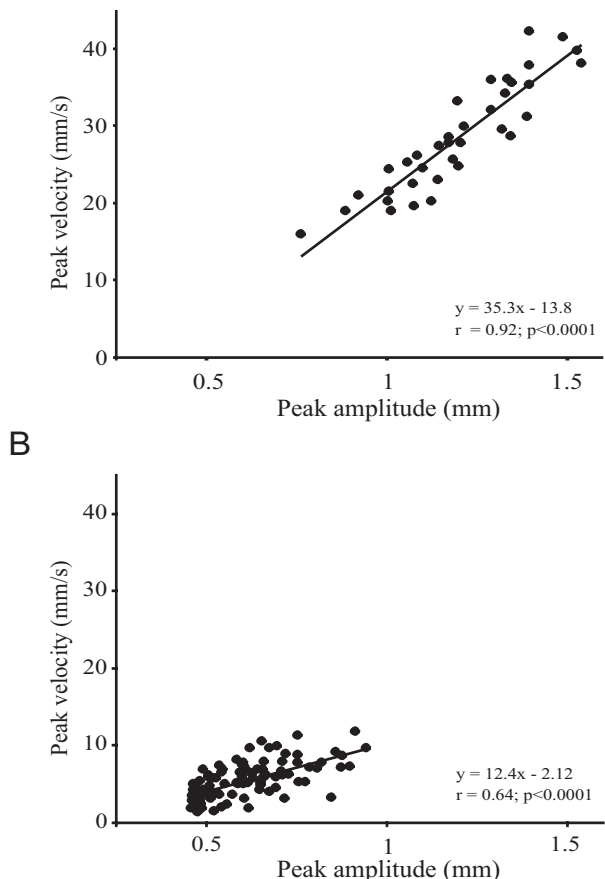 40
30
20
10
0
Peak velocity (mm/s)
y = 35.3x - 13.8
r = 0.92; p<0.0001
0.5 1 1.5
Peak amplitude (mm)
B
40
30
20
10
0
Peak velocity (mm/s)
y = 12.4x - 2.12
r = 0.64; p<0.0001
0.5 1 1.5
Peak amplitude (mm)